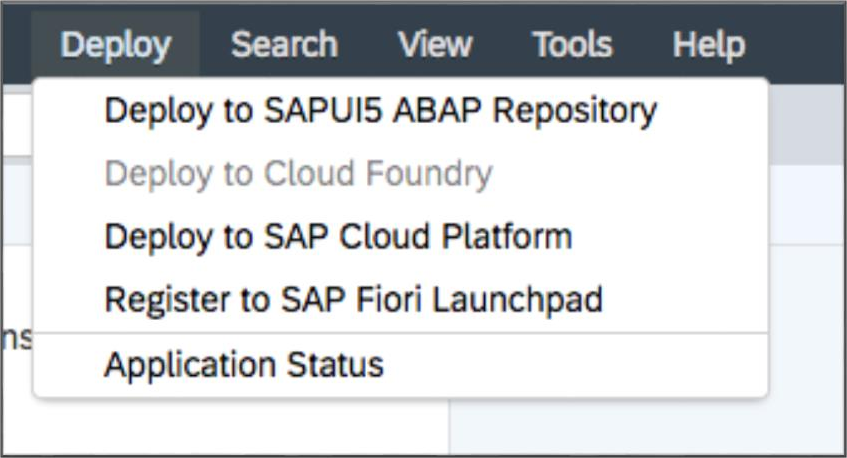 Deploy Search View Tools Help
Deploy to SAPUI5 ABAP Repository
Deploy to Cloud Foundry
Deploy to SAP Cloud Platform
Register to SAP Fiori Launchpad
ns
Application Status